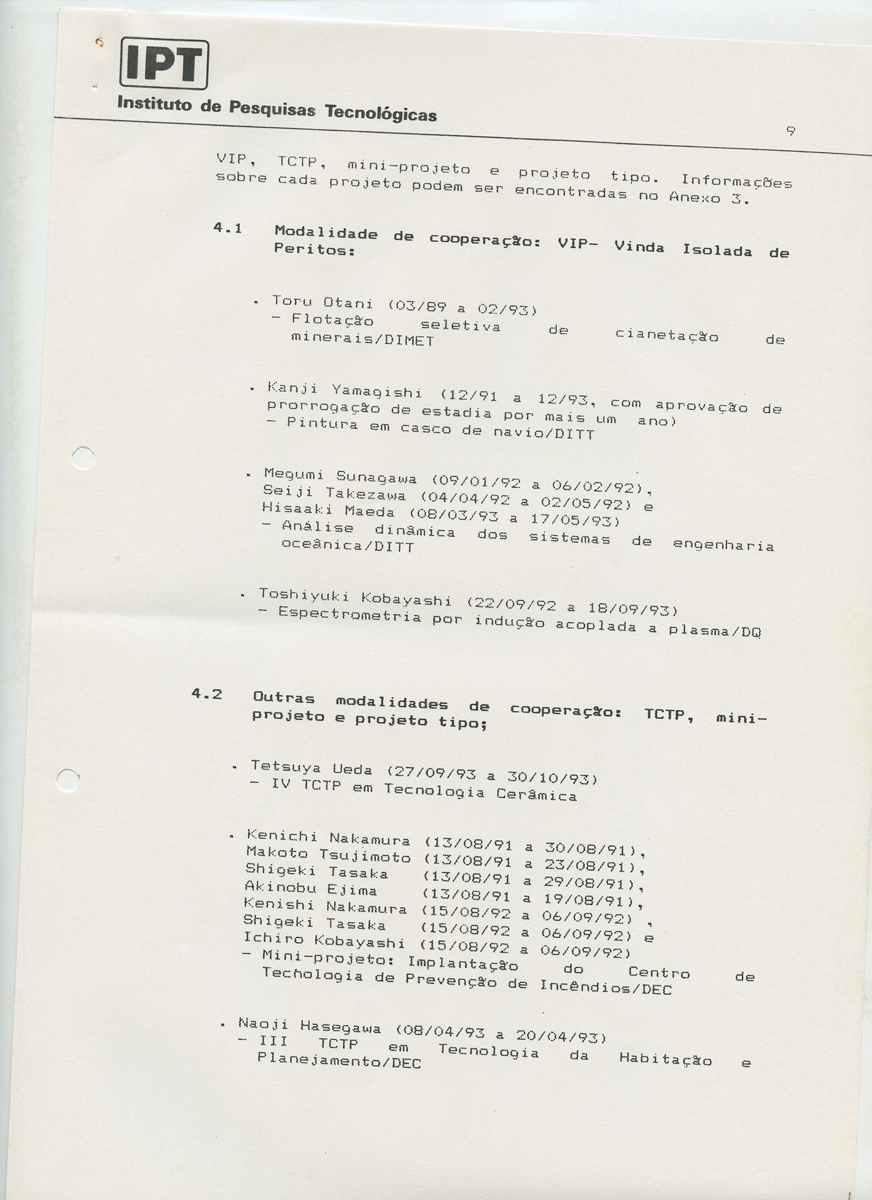 IPT
Instituto de Pesquisas Tecnológicas
9
VIP, TCTP, mini-projeto e projeto tipo. Informações
sobre cada projeto podem ser encontradas no Anexo 3.
4.1 Modalidade de cooperação: VIP- Vinda Isolada de
Peritos:
. Toru Otani (03/89 a 02/93)
- Flotação seletiva de cianetação de
minerais/DIMET
. Kanji Yamagishi (12/91 a 12/93, com aprovação de
prorrogação de estadia por mais um ano)
- Pintura em casco de navio/DITT
. Megumi Sunagawa (09/01/92 a 06/02/92),
Seiji Takezawa (04/04/92 a 02/05/92) e
Hisaaki Maeda (08/03/93 a 17/05/93)
- Análise dinâmica dos sistemas de engenharia
oceânica/DITT
. Toshiyuki Kobayashi (22/09/92 a 18/09/93)
- Espectrometria por indução acoplada a plasma/DQ
4.2 Outras modalidades de cooperação: TCTP, mini-
projeto e projeto tipo;
. Tetsuya Ueda (27/09/93 a 30/10/93)
- IV TCTP em Tecnologia Cerâmica
. Kenichi Nakamura (13/08/91 a 30/08/91),
Makoto Tsujimoto (13/08/91 a 23/08/91),
Shigeki Tasaka (13/08/91 a 29/08/91),
Akinobu Ejima (13/08/91 a 19/08/91),
Kenishi Nakamura (15/08/92 a 06/09/92) ,
Shigeki Tasaka (15/08/92 a 06/09/92) e
Ichiro Kobayashi (15/08/92 a 06/09/92)
- Mini-projeto: Implantação do Centro de
Techologia de Prevenção de Incêndios/DEC
. Naoji Hasegawa (08/04/93 a 20/04/93)
- III TCTP em Tecnologia da Habitação e
Planejamento/DEC